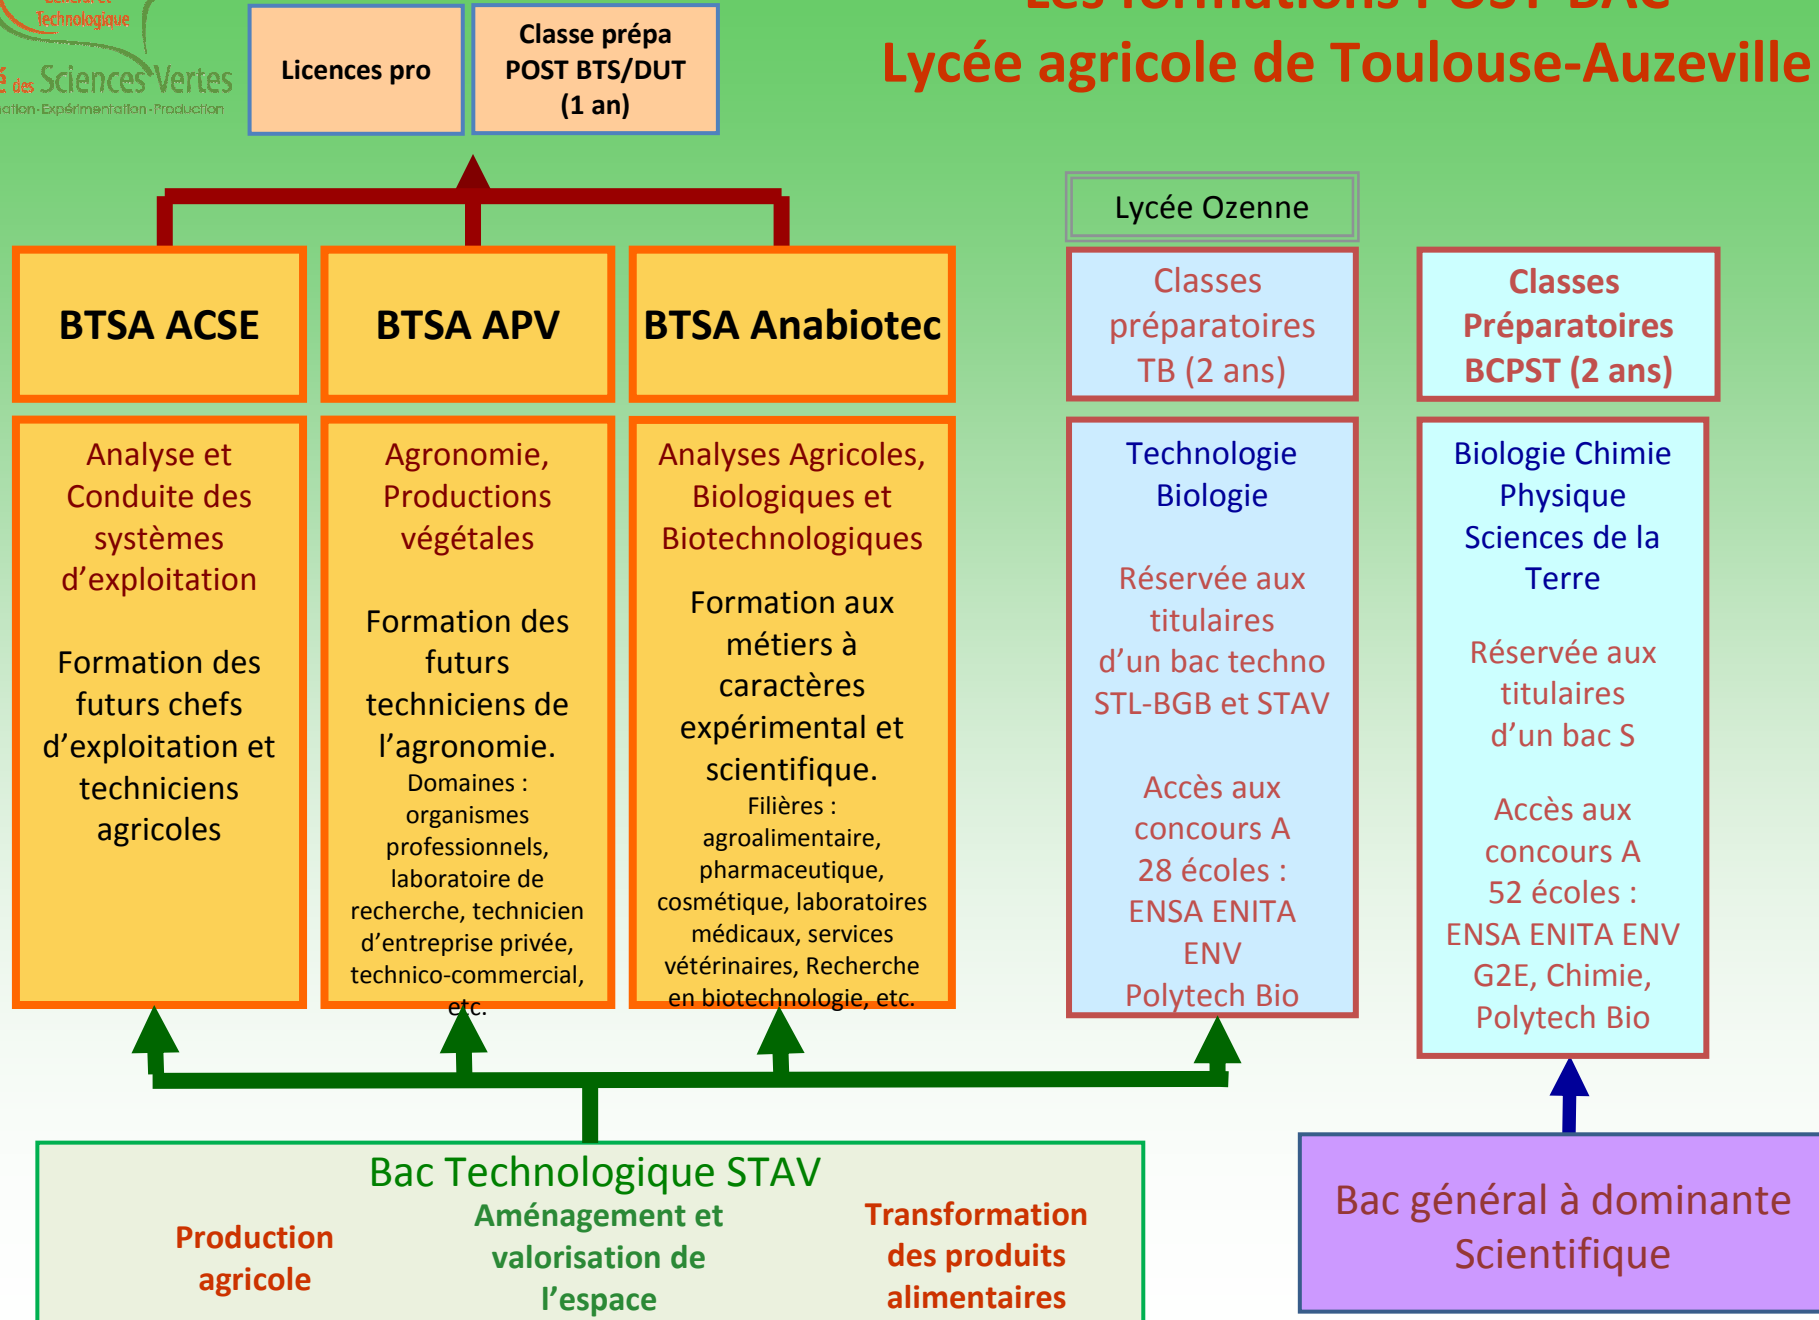 Général et
Technologique
des Sciences Vertes
Expérimentation - Production
Les formations POST-BAC
Lycée agricole de Toulouse-Auzeville
Licences pro
Classe prépa
POST BTS/DUT
(1 an)
BTSA ACSE
Analyse et
Conduite des
systèmes
d’exploitation
Formation des
futurs chefs
d’exploitation et
techniciens
agricoles
BTSA APV
Agronomie,
Productions
végétales
Formation des
futurs
techniciens de
l’agronomie.
Domaines :
organismes
professionnels,
laboratoire de
recherche, technicien
d’entreprise privée,
technico-commercial,
etc.
BTSA Anabiotec
Analyses Agricoles,
Biologiques et
Biotechnologiques
Formation aux
métiers à
caractères
expérimental et
scientifique.
Filières :
agroalimentaire,
pharmaceutique,
cosmétique, laboratoires
médicaux, services
vétérinaires, Recherche
en biotechnologie, etc.
Lycée Ozenne
Classes
préparatoires
TB (2 ans)
Technologie
Biologie
Réservée aux
titulaires
d’un bac techno
STL-BGB et STAV
Accès aux
concours A
28 écoles :
ENSA ENITA
ENV
Polytech Bio
Classes
Préparatoires
BCPST (2 ans)
Biologie Chimie
Physique
Sciences de la
Terre
Réservée aux
titulaires
d’un bac S
Accès aux
concours A
52 écoles :
ENSA ENITA ENV
G2E, Chimie,
Polytech Bio
Bac Technologique STAV
Production
agricole
Aménagement et
valorisation de
l’espace
Transformation
des produits
alimentaires
Bac général à dominante
Scientifique